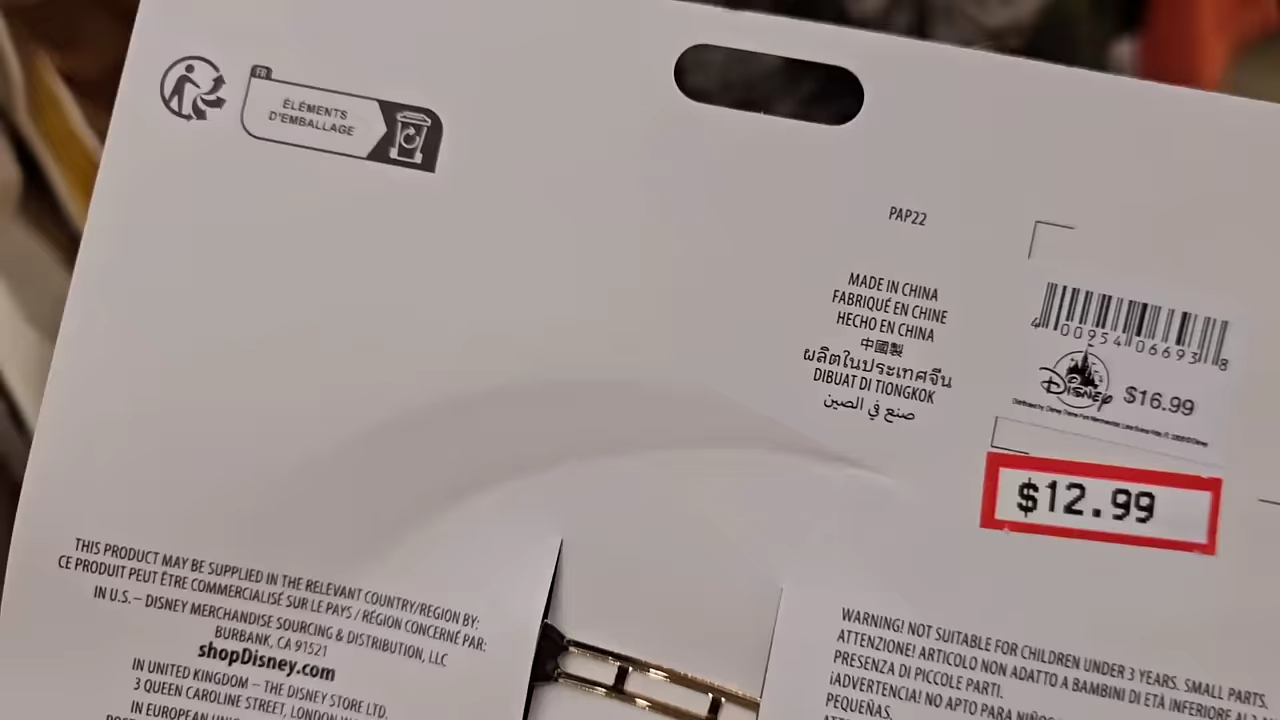 FR
ÉLÉMENTS
D'EMBALLAGE
PAP22
MADE IN CHINA
FABRIQUÉ EN CHINE
HECHO EN CHINA
中國製
ผลิตในประเทศจีน
DIBUAT DI TIONGKOK
صنع في الصين
4 00954 06693 8
Disney $16.99
$12.99
THIS PRODUCT MAY BE SUPPLIED IN THE RELEVANT COUNTRY/REGION BY:
CE PRODUIT PEUT ÊTRE COMMERCIALISÉ SUR LE PAYS / RÉGION CONCERNÉ PAR:
IN U.S. – DISNEY MERCHANDISE SOURCING & DISTRIBUTION, LLC
BURBANK, CA 91521
shopDisney.com
IN UNITED KINGDOM – THE DISNEY STORE LTD.
3 QUEEN CAROLINE STREET, LONDON
IN EUROPEAN
WARNING! NOT SUITABLE FOR CHILDREN UNDER 3 YEARS. SMALL PARTS.
ATTENZIONE! ARTICOLO NON ADATTO A BAMBINI DI ETÀ INFERIORE
PRESENZA DI PICCOLE PARTI.
¡ADVERTENCIA! NO APTO PARA
PEQUEÑAS.